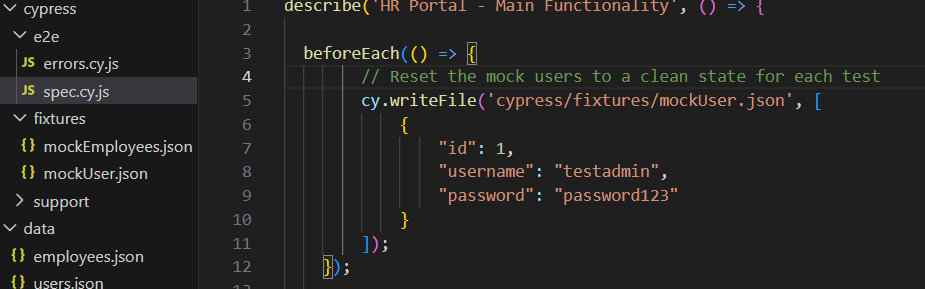 cypress
e2e
JS errors.cy.js
JS spec.cy.js
fixtures
{} mockEmployees.json
{} mockUser.json
support
data
{} employees.json
{} users.json
1 describe('HR Portal - Main Functionality', () => {
2
3 beforeEach(() => {
4 // Reset the mock users to a clean state for each test
5 cy.writeFile('cypress/fixtures/mockUser.json', [
6 {
7 "id": 1,
8 "username": "testadmin",
9 "password": "password123"
10 }
11 ]);
12 });